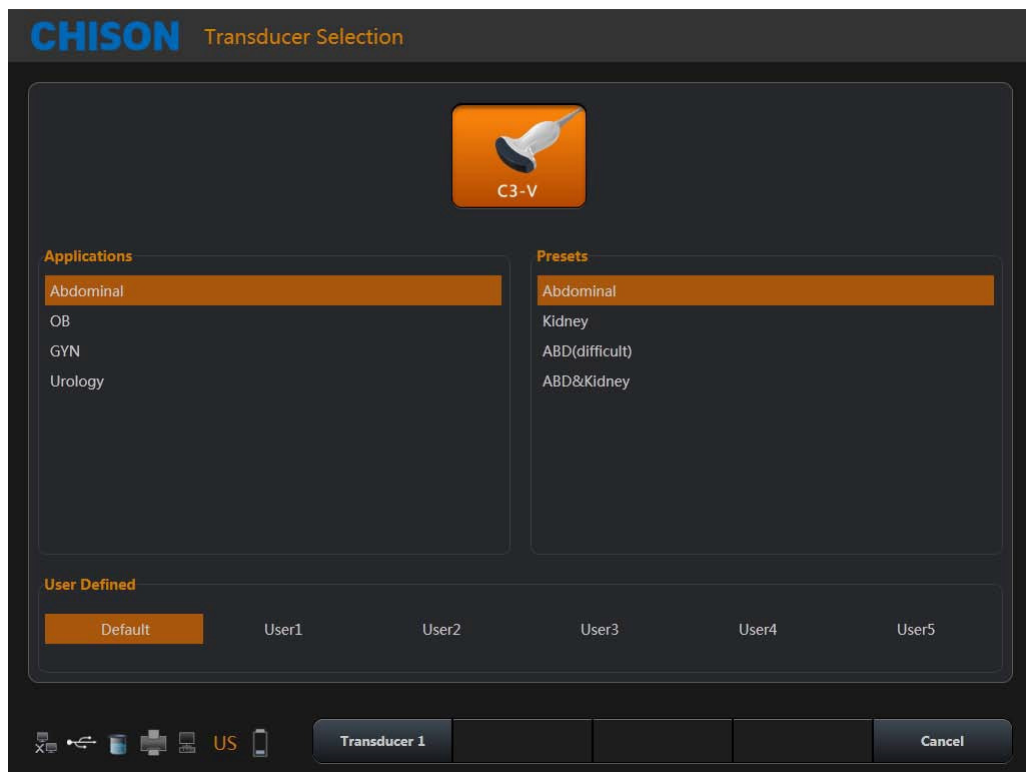 CHISON Transducer Selection
C3-V
Applications
Abdominal
OB
GYN
Urology
Presets
Abdominal
Kidney
ABD(difficult)
ABD&Kidney
User Defined
Default User1 User2 User3 User4 User5
US Transducer 1 Cancel